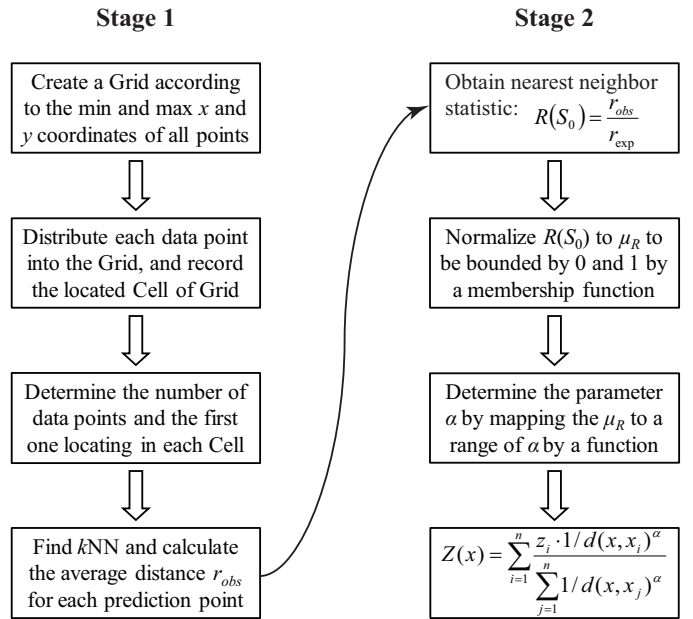 Stage 1
Create a Grid according
to the min and max x and
y coordinates of all points
Distribute each data point
into the Grid, and record
the located Cell of Grid
Determine the number of
data points and the first
one locating in each Cell
Find kNN and calculate
the average distance r_obs
for each prediction point
Stage 2
Obtain nearest neighbor
statistic: R(S_0) = r_obs / r_exp
Normalize R(S_0) to μ_R to
be bounded by 0 and 1 by
a membership function
Determine the parameter
α by mapping the μ_R to a
range of α by a function
Z(x) = ∑_{i=1}^{n} \frac{z_i · 1/d(x, x_i)^α}{∑_{j=1}^{n} 1/d(x, x_j)^α}